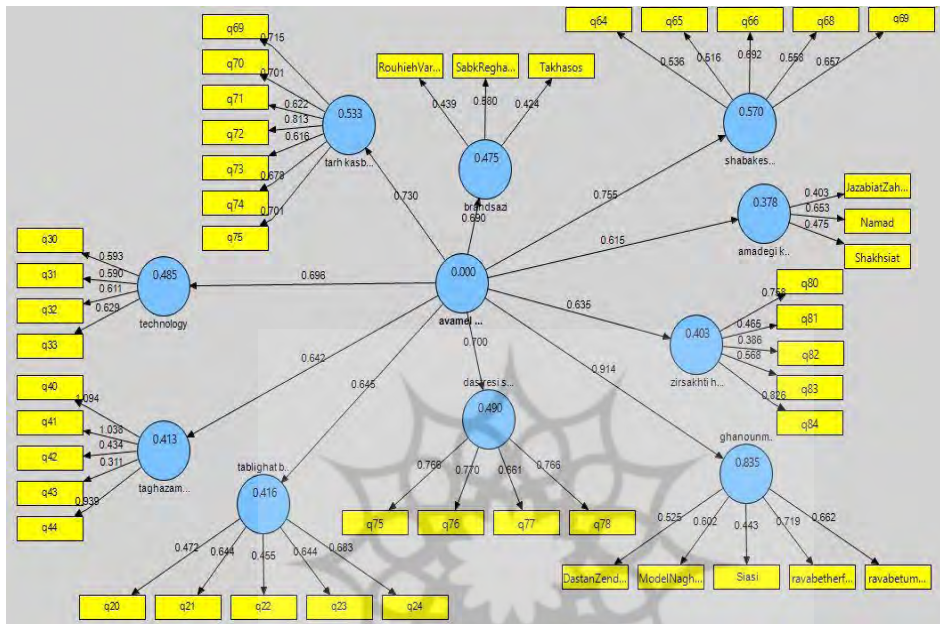 q69
q70
q71
q72
q73
q74
q75
0.715
0.701
0.622
0.813
0.616
0.678
0.701
0.533
tarh kasb...
RouhiehVar...
SabkRegha...
Takhasos
0.439
0.424
0.475
brandsazi
q64
q65
q66
q68
q69
0.536
0.516
0.692
0.657
0.570
shabakes...
JazabiatZah...
Namad
Shakhsiat
0.403
0.653
0.475
0.378
amadegi k..
0.730
0.690
0.755
0.615
0.000
avamel ...
0.696
0.635
0.642
0.645
0.700
0.914
q30
q31
q32
q33
0.593
0.590
0.611
0.629
0.485
technology
q80
q81
q82
q83
q84
0.465
0.386
0.568
0.826
0.403
zirsakhti h...
q40
q41
q42
q43
q44
1.094
1.038
0.434
0.311
0.939
0.413
taghazam...
tablighat b..
0.416
0.472
0.644
0.455
0.644
0.683
q20
q21
q22
q23
q24
dastresi s...
0.490
0.766
0.770
0.661
0.766
q75
q76
q77
q78
ghanounm..
0.835
0.525
0.602
0.443
0.719
0.662
DastanZend...
ModelNagh...
Siasi
ravabetherf...
ravabetum...